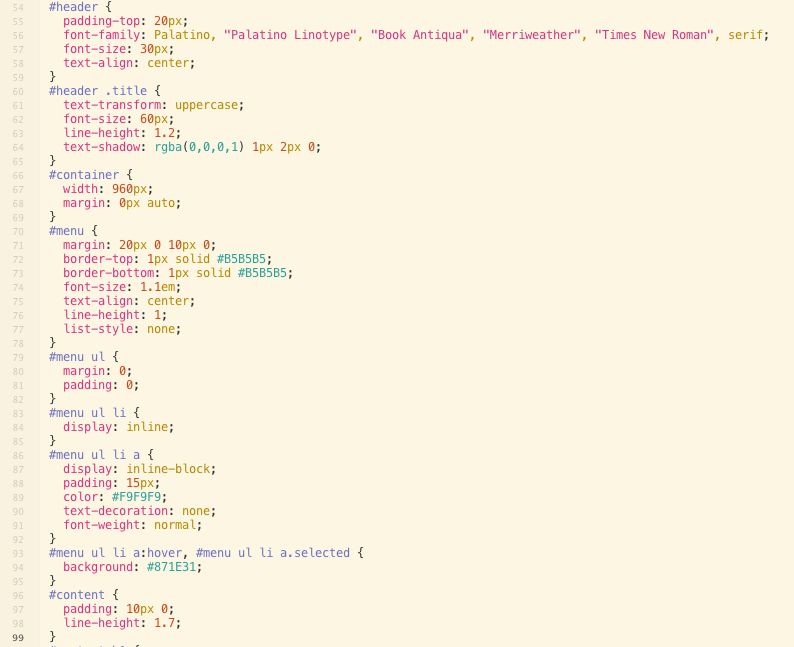 54 #header {
55 padding-top: 20px;
56 font-family: Palatino, "Palatino Linotype", "Book Antiqua", "Merriweather", "Times New Roman", serif;
57 font-size: 30px;
58 text-align: center;
59 }
60 #header .title {
61 text-transform: uppercase;
62 font-size: 60px;
63 line-height: 1.2;
64 text-shadow: rgba(0,0,0,1) 1px 2px 0;
65 }
66 #container {
67 width: 960px;
68 margin: 0px auto;
69 }
70 #menu {
71 margin: 20px 0 10px 0;
72 border-top: 1px solid #B5B5B5;
73 border-bottom: 1px solid #B5B5B5;
74 font-size: 1.1em;
75 text-align: center;
76 line-height: 1;
77 list-style: none;
78 }
79 #menu ul {
80 margin: 0;
81 padding: 0;
82 }
83 #menu ul li {
84 display: inline;
85 }
86 #menu ul li a {
87 display: inline-block;
88 padding: 15px;
89 color: #F9F9F9;
90 text-decoration: none;
91 font-weight: normal;
92 }
93 #menu ul li a:hover, #menu ul li a.selected {
94 background: #871E31;
95 }
96 #content {
97 padding: 10px 0;
98 line-height: 1.7;
99 }